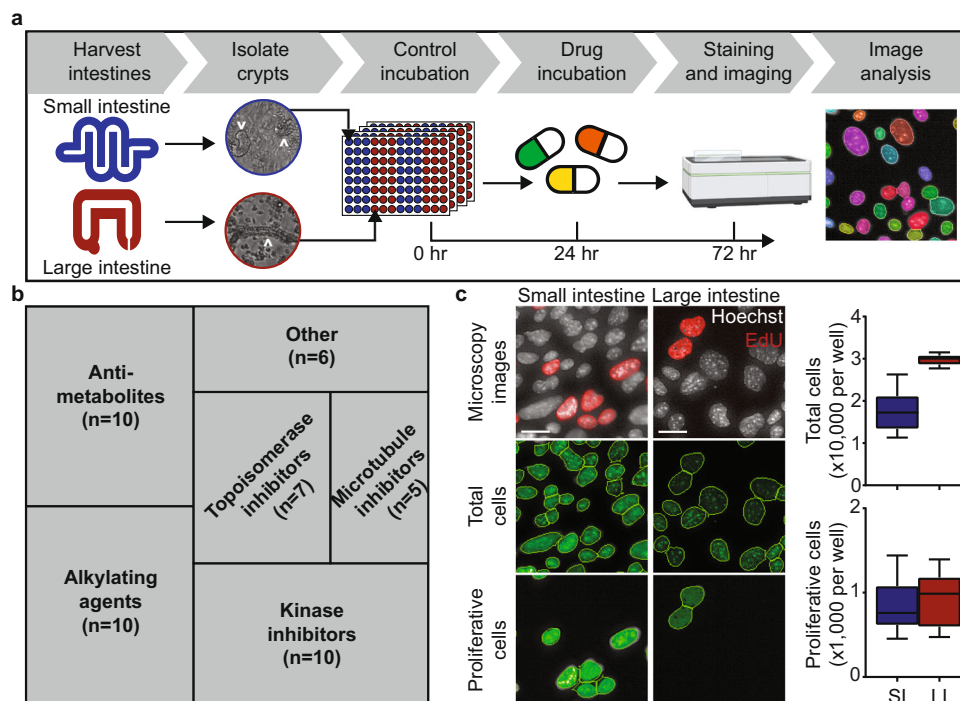 a
Harvest
intestines
Isolate
crypts
Control
incubation
Drug
incubation
Staining
and imaging
Image
analysis
Small intestine
Large intestine
0 hr
24 hr
72 hr
b
Anti-
metabolites
(n=10)
Other
(n=6)
Topoisomerase
inhibitors
(n=7)
Microtubule
inhibitors
(n=5)
Alkylating
agents
(n=10)
Kinase
inhibitors
(n=10)
c
Small intestine
Large intestine
Hoechst
EdU
Microscopy
images
Total
cells
Proliferative
cells
Total cells
(x10,000 per well)
4
3
2
1
0
Proliferative cells
(x1,000 per well)
2
1
0
SI
LI